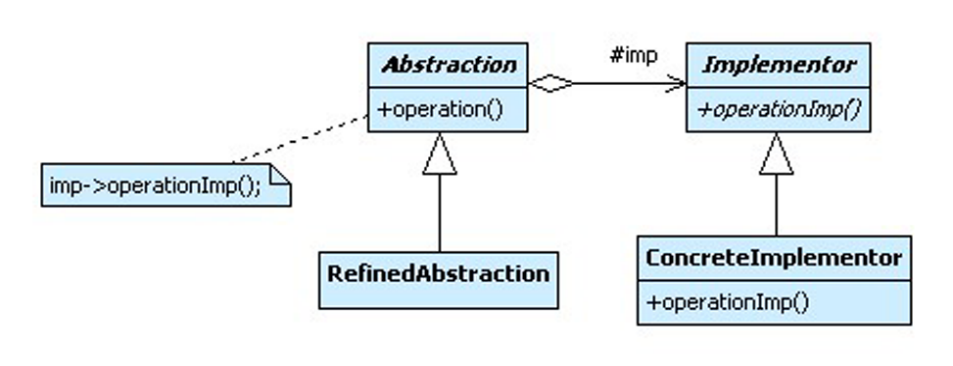 Abstraction
+operation()
#imp
Implementor
+operationImp()
imp->operationImp();
RefinedAbstraction
ConcreteImplementor
+operationImp()